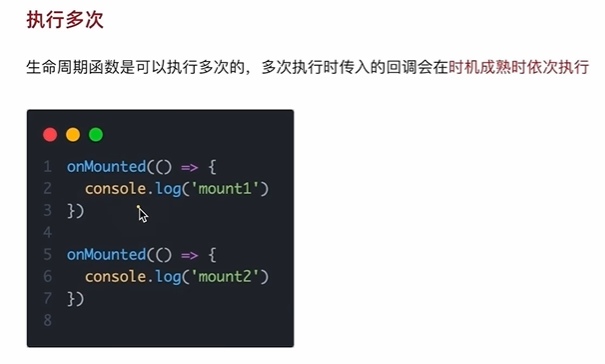 执行多次
生命周期函数是可以执行多次的，多次执行时传入的回调会在时机成熟时依次执行
1 onMounted(() => {
2   console.log('mount1')
3 })
4
5 onMounted(() => {
6   console.log('mount2')
7 })
8